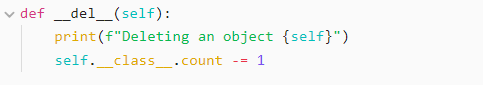 def __del__(self):
    print(f"Deleting an object {self}")
    self.__class__.count -= 1